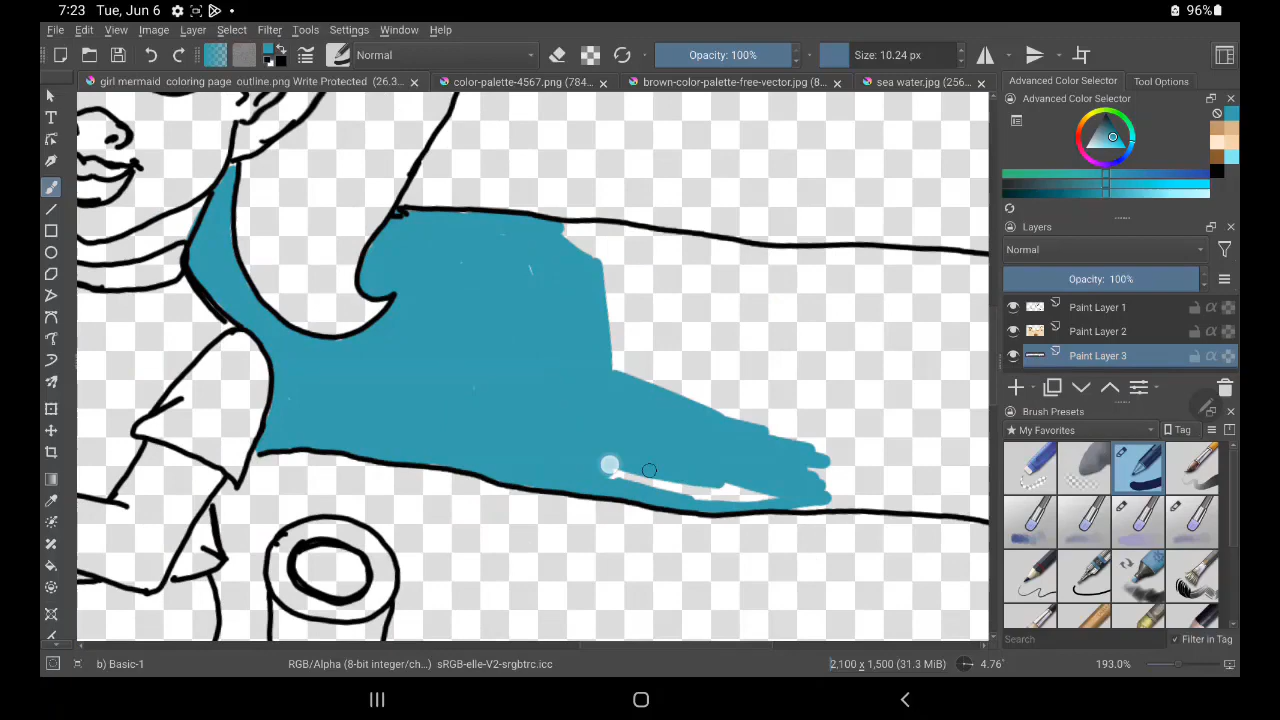 7:23 Tue, Jun 6 96%
File Edit View Image Layer Select Filter Tools Settings Window Help
Normal Opacity: 100% Size: 10.24 px
girl mermaid coloring page outline.png Write Protected (26.3... color-palette-4567.png (784... brown-color-palette-free-vector.jpg (8... sea water.jpg (256...
Advanced Color Selector Tool Options
Advanced Color Selector
Layers
Normal
Opacity: 100%
Paint Layer 1
Paint Layer 2
Paint Layer 3
Brush Presets
My Favorites Tag
Search Filter in Tag
b) Basic-1 RGB/Alpha (8-bit integer/ch...) sRGB-elle-V2-srgbtrc.icc 2,100 x 1,500 (31.3 MiB) 4.76° 193.0%